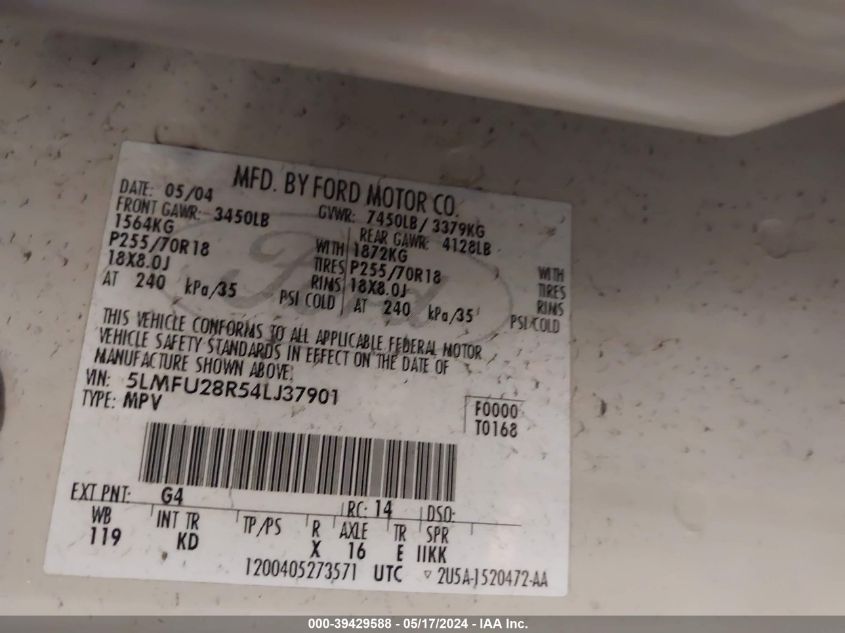 MFD. BY FORD MOTOR CO.
DATE: 05/04 GVWR: 7450LB / 3379KG
FRONT GAWR: 3450LB REAR GAWR: 4128LB
1564KG WITH 1872KG WITH
P255/70R18 TIRES P255/70R18 TIRES
18X8.0J RIMS 18X8.0J RIMS
AT 240 kPa/35 PSI COLD AT 240 kPa/35 PSI/COLD
Ford
THIS VEHICLE CONFORMS TO ALL APPLICABLE FEDERAL MOTOR
VEHICLE SAFETY STANDARDS IN EFFECT ON THE DATE OF
MANUFACTURE SHOWN ABOVE.
VIN: 5LMFU28R54LJ37901
TYPE: MPV
F0000
T0168
EXT PNT: G4 RC: 14 DSO:
WB INT TR TP/PS R AXLE TR SPR
119 KD X 16 E IIKK
1200405273571 UTC ▽ 2U5A-1520472-AA
000-39429588 - 05/17/2024 - IAA Inc.